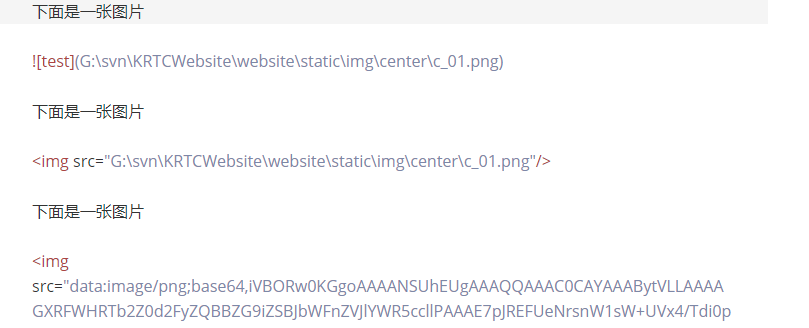 下面是一张图片
![test](G:\svn\KRTCWebsite\website\static\img\center\c_01.png)
下面是一张图片
<img src="G:\svn\KRTCWebsite\website\static\img\center\c_01.png"/>
下面是一张图片
<img
src="data:image/png;base64,iVBORw0KGgoAAAANSUhEUgAAAQQAAAC0CAYAAABytVLLAAAA
GXRFWHRTb2Z0d2FyZQBBZG9iZSBJbWFnZVJlYWR5ccllPAAAE7pJREFUeNrsnW1sW+UVx4/Tdi0p